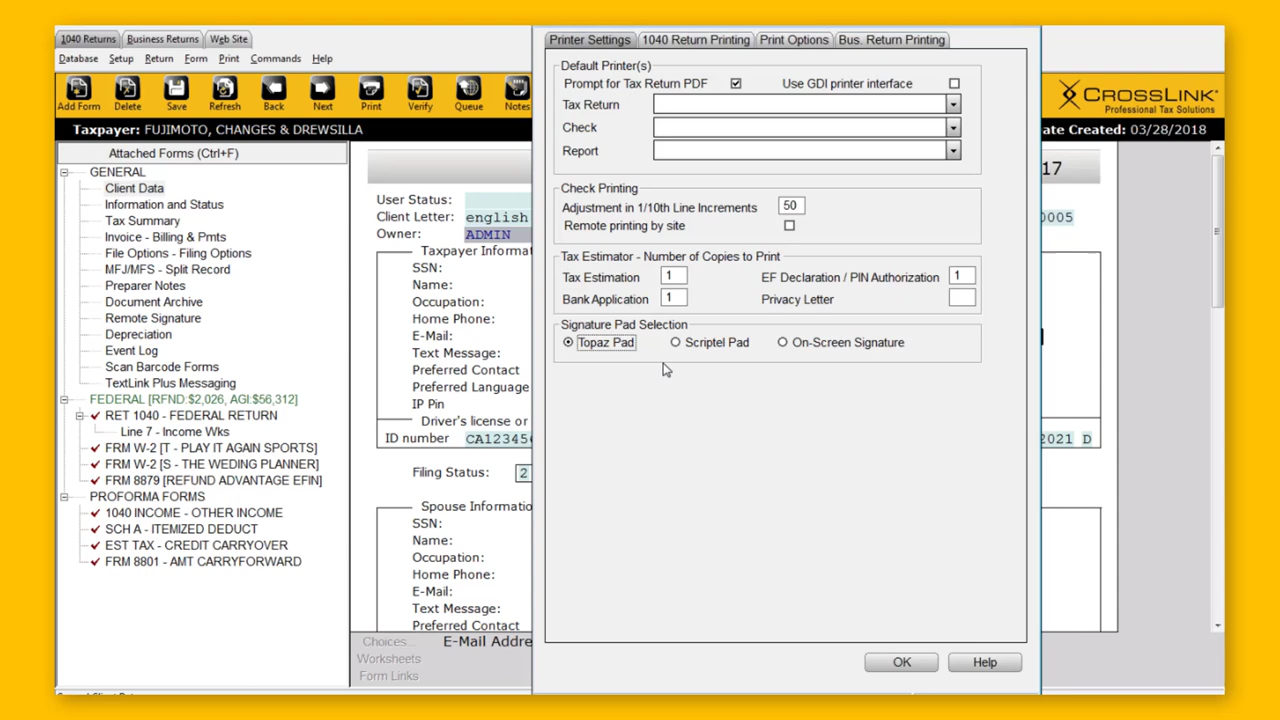 1040 Returns Business Returns Web Site
Database Setup Return Form Print Commands Help
Add Form Delete Save Refresh Back Next Print Verify Queue Notes
CROSSLINK
Professional Tax Solutions
Taxpayer: FUJIMOTO, CHANGES & DREWSILLA
ate Created: 03/28/2018
Attached Forms (Ctrl+F)
GENERAL
Client Data
Information and Status
Tax Summary
Invoice - Billing & Pmts
File Options - Filing Options
MFJ/MFS - Split Record
Preparer Notes
Document Archive
Remote Signature
Depreciation
Event Log
Scan Barcode Forms
TextLink Plus Messaging
FEDERAL [RFND:$2,026, AGI:$56,312]
RET 1040 - FEDERAL RETURN
Line 7 - Income Wks
FRM W-2 [T - PLAY IT AGAIN SPORTS]
FRM W-2 [S - THE WEDING PLANNER]
FRM 8879 [REFUND ADVANTAGE EFIN]
PROFORMA FORMS
1040 INCOME - OTHER INCOME
SCH A - ITEMIZED DEDUCT
EST TAX - CREDIT CARRYOVER
FRM 8801 - AMT CARRYFORWARD
17
User Status:
Client Letter: english
0005
Owner: ADMIN
Taxpayer Informa
SSN:
Name:
Occupation:
Home Phone:
E-Mail:
Text Message:
Preferred Contact
Preferred Language
IP Pin
Driver's license or
ID number CA123456
2021 D
Filing Status: 2
Spouse Informatio
SSN:
Name:
Occupation:
Home Phone:
E-Mail:
Text Message:
Preferred Contact
Choices...
Worksheets
Form Links
E-Mail Addre
Printer Settings 1040 Return Printing Print Options Bus. Return Printing
Default Printer(s)
Prompt for Tax Return PDF Use GDI printer interface
Tax Return
Check
Report
Check Printing
Adjustment in 1/10th Line Increments 50
Remote printing by site
Tax Estimator - Number of Copies to Print
Tax Estimation 1 EF Declaration / PIN Authorization 1
Bank Application 1 Privacy Letter
Signature Pad Selection
Topaz Pad Scriptel Pad On-Screen Signature
OK Help